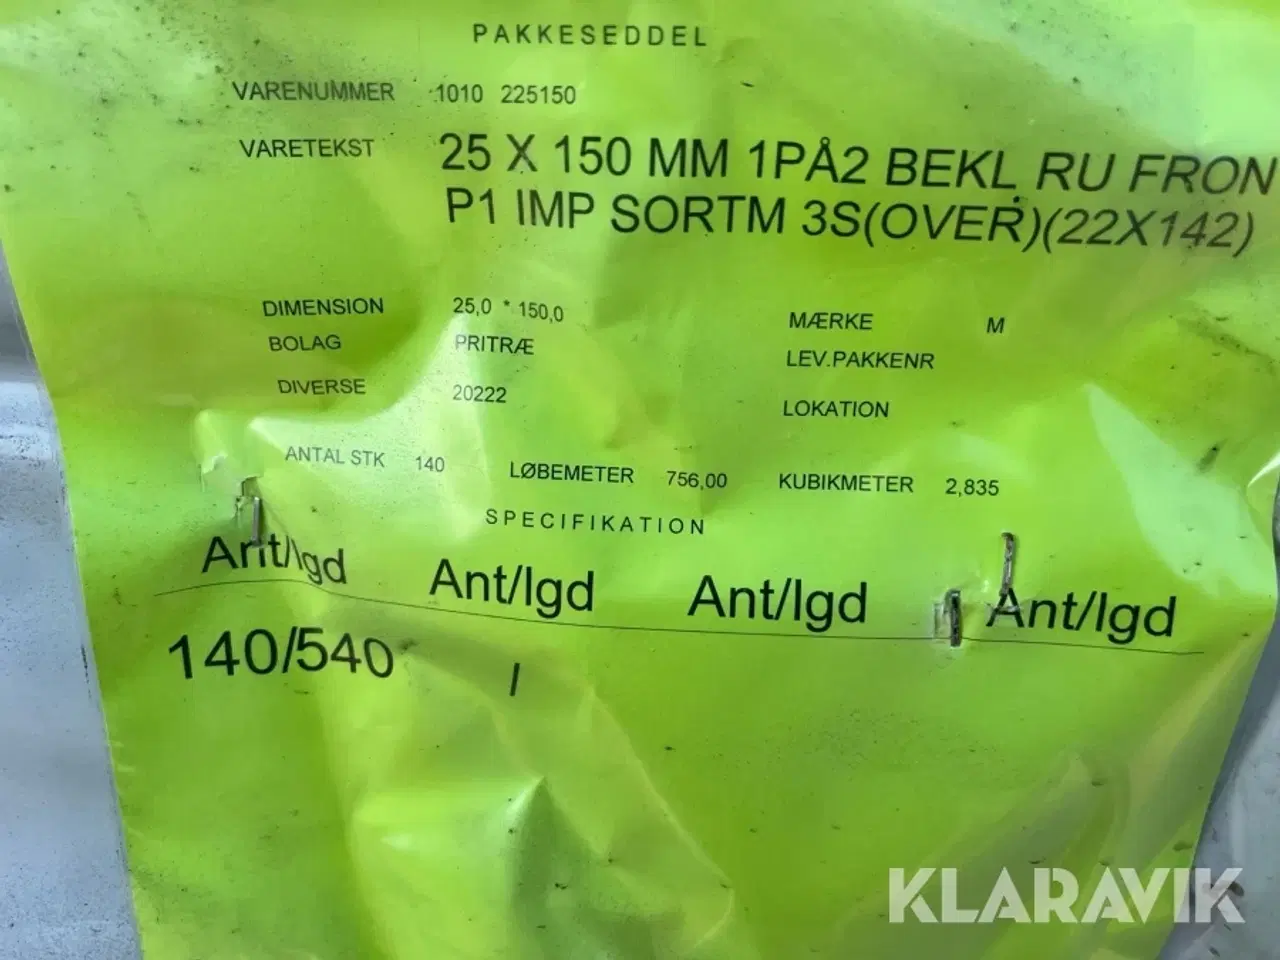 PAKKESEDDEL
VARENUMMER 1010 225150
VARETEKST 25 X 150 MM 1PÅ2 BEKL RU FRON
P1 IMP SORTM 3S(OVER)(22X142)
DIMENSION 25,0 * 150,0 MÆRKE M
BOLAG PRITRÆ LEV.PAKKENR
DIVERSE 20222 LOKATION
ANTAL STK 140 LØBEMETER 756,00 KUBIKMETER 2,835
SPECIFIKATION
Ant/lgd Ant/lgd Ant/lgd Ant/lgd
140/540 /
KLARAVIK